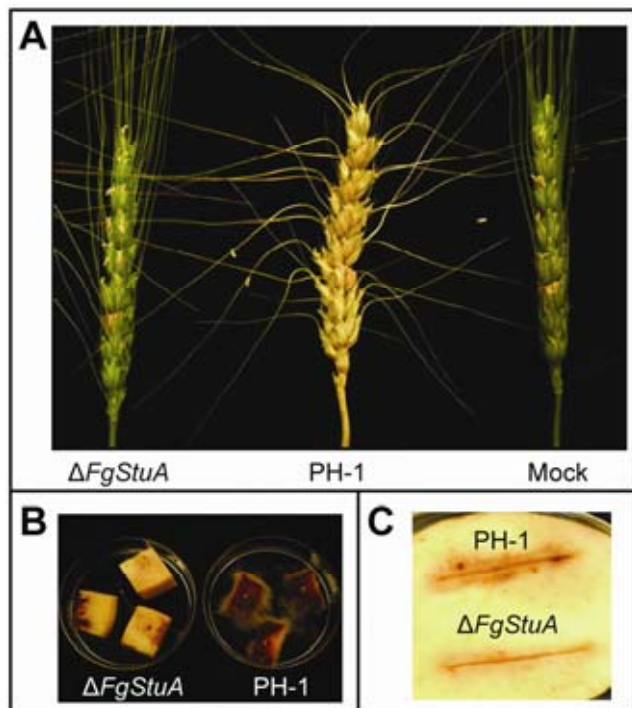 A
ΔFgStuA PH-1 Mock
B
ΔFgStuA PH-1
C
PH-1
ΔFgStuA